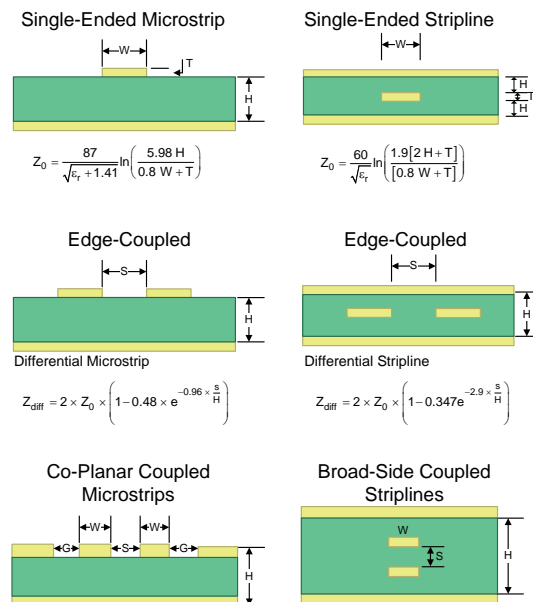 Single-Ended Microstrip
W
T
H
Z₀ = 87 / √(εᵣ + 1.41) ln(5.98 H / 0.8 W + T)
Single-Ended Stripline
W
H
T
H
Z₀ = 60 / √εᵣ ln(1.9[2 H + T] / [0.8 W + T])
Edge-Coupled
S
H
Differential Microstrip
Z_diff = 2 × Z₀ × (1 − 0.48 × e^(−0.96 × s/H))
Edge-Coupled
S
H
Differential Stripline
Z_diff = 2 × Z₀ × (1 − 0.347e^(−2.9 × s/H))
Co-Planar Coupled
Microstrips
W W
G S G
H
Broad-Side Coupled
Striplines
W
S
H